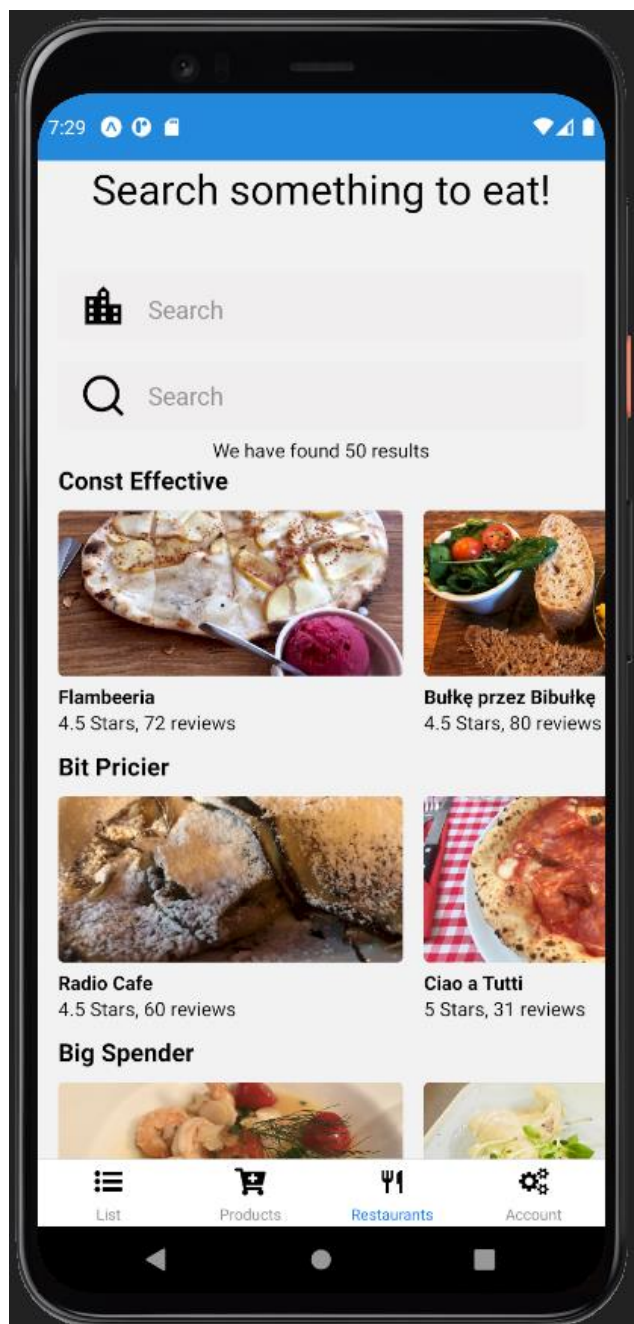 7:29
Search something to eat!
Search
Search
We have found 50 results
Const Effective
Flambeeria
4.5 Stars, 72 reviews
Bułkę przez Bibułkę
4.5 Stars, 80 reviews
Bit Pricier
Radio Cafe
4.5 Stars, 60 reviews
Ciao a Tutti
5 Stars, 31 reviews
Big Spender
List
Products
Restaurants
Account